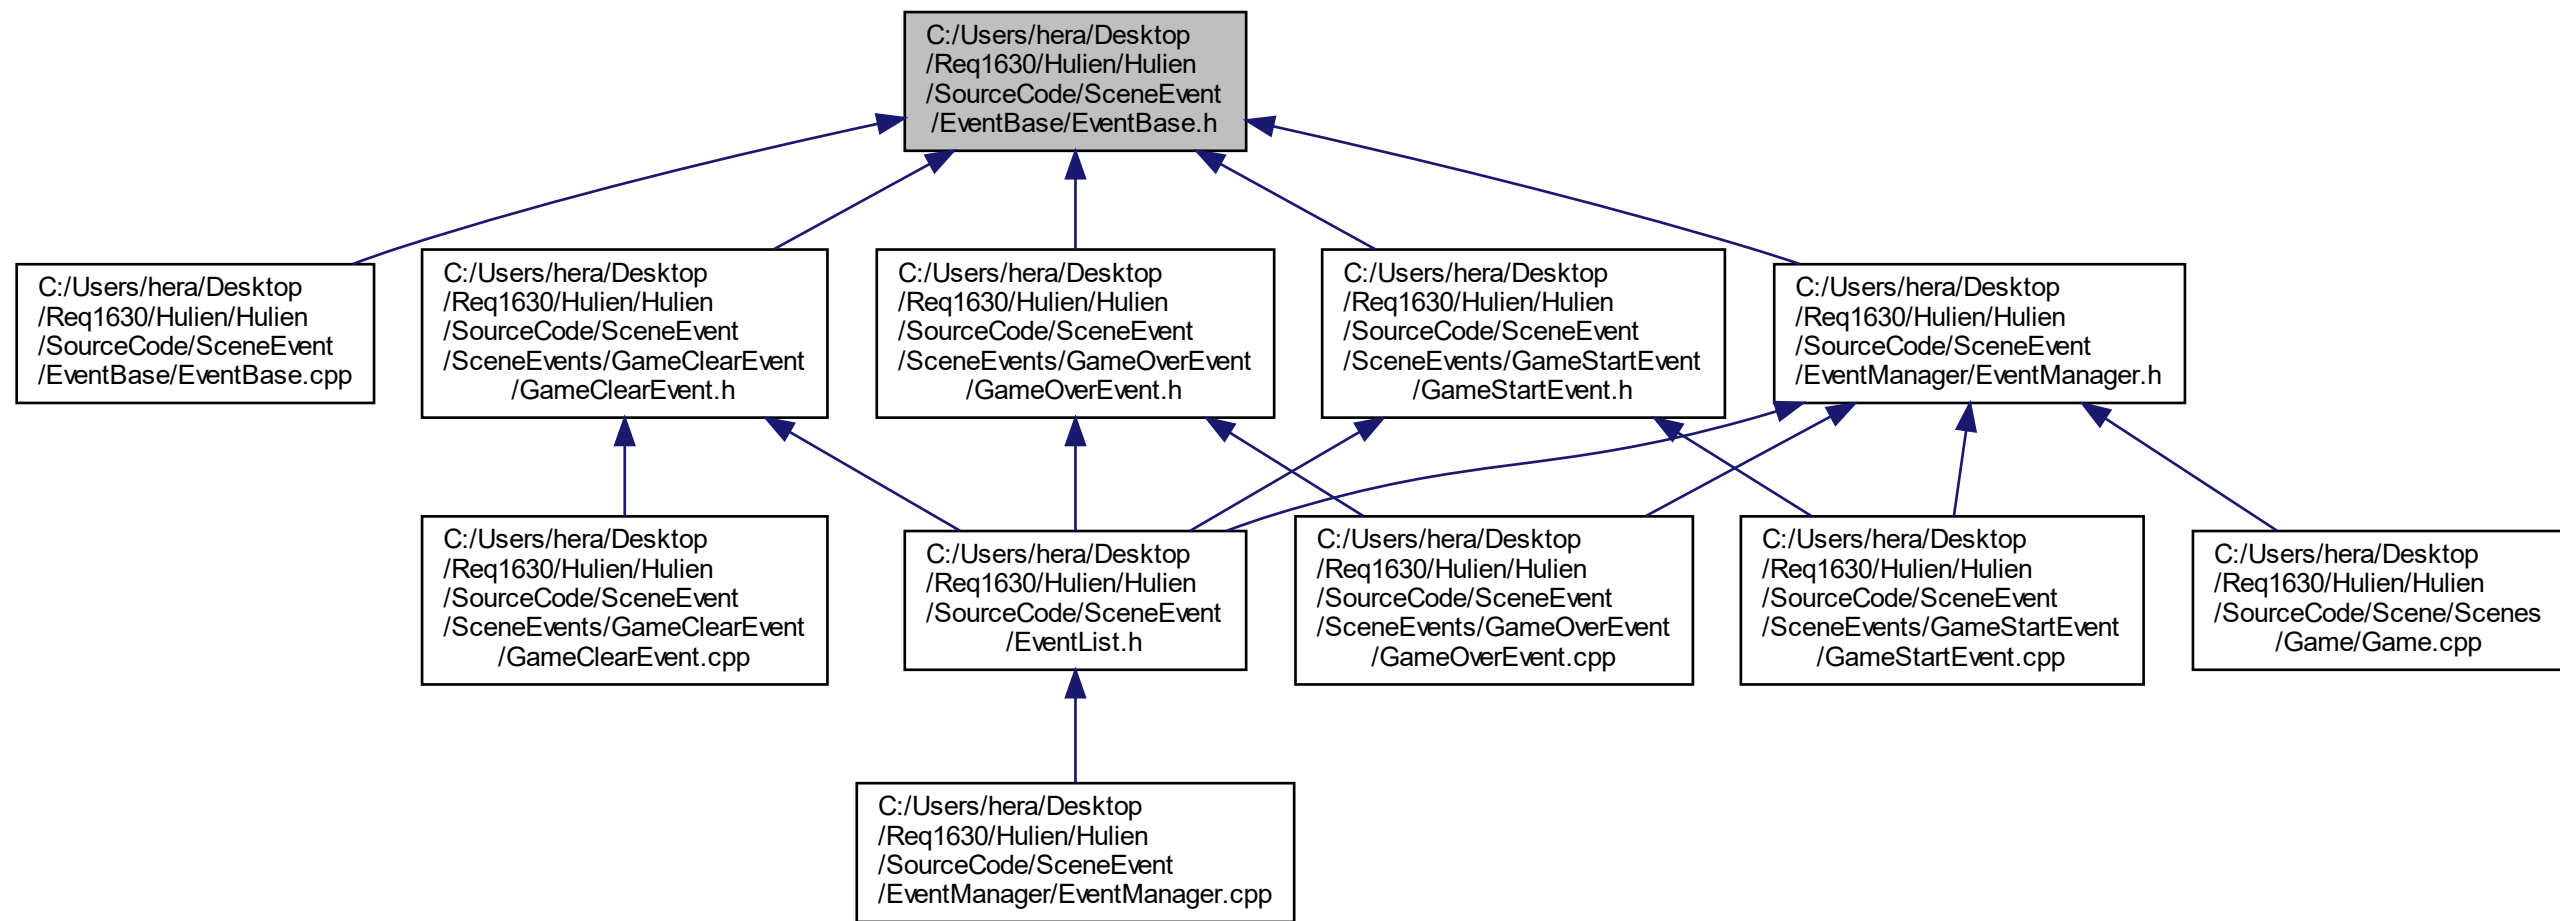 C:/Users/hera/Desktop
/Req1630/Hulien/Hulien
/SourceCode/SceneEvent
/EventBase/EventBase.h
C:/Users/hera/Desktop
/Req1630/Hulien/Hulien
/SourceCode/SceneEvent
/EventBase/EventBase.cpp
C:/Users/hera/Desktop
/Req1630/Hulien/Hulien
/SourceCode/SceneEvent
/SceneEvents/GameClearEvent
/GameClearEvent.h
C:/Users/hera/Desktop
/Req1630/Hulien/Hulien
/SourceCode/SceneEvent
/SceneEvents/GameOverEvent
/GameOverEvent.h
C:/Users/hera/Desktop
/Req1630/Hulien/Hulien
/SourceCode/SceneEvent
/SceneEvents/GameStartEvent
/GameStartEvent.h
C:/Users/hera/Desktop
/Req1630/Hulien/Hulien
/SourceCode/SceneEvent
/EventManager/EventManager.h
C:/Users/hera/Desktop
/Req1630/Hulien/Hulien
/SourceCode/SceneEvent
/SceneEvents/GameClearEvent
/GameClearEvent.cpp
C:/Users/hera/Desktop
/Req1630/Hulien/Hulien
/SourceCode/SceneEvent
/EventList.h
C:/Users/hera/Desktop
/Req1630/Hulien/Hulien
/SourceCode/SceneEvent
/SceneEvents/GameOverEvent
/GameOverEvent.cpp
C:/Users/hera/Desktop
/Req1630/Hulien/Hulien
/SourceCode/SceneEvent
/SceneEvents/GameStartEvent
/GameStartEvent.cpp
C:/Users/hera/Desktop
/Req1630/Hulien/Hulien
/SourceCode/Scene/Scenes
/Game/Game.cpp
C:/Users/hera/Desktop
/Req1630/Hulien/Hulien
/SourceCode/SceneEvent
/EventManager/EventManager.cpp